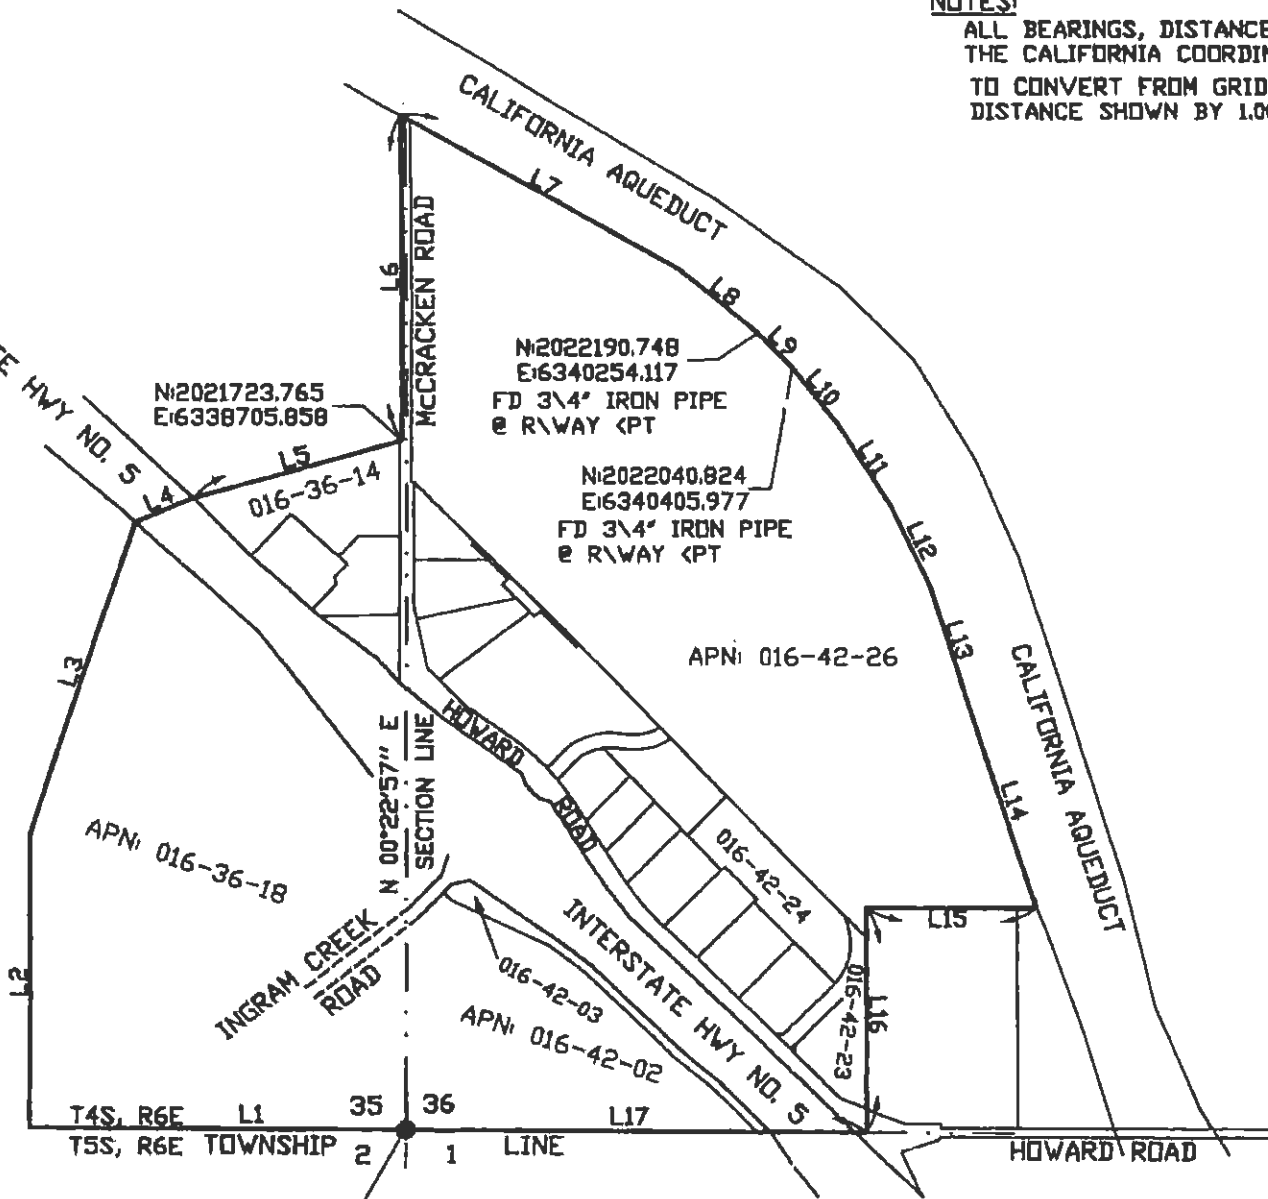 NOTES:
ALL BEARINGS, DISTANCE
THE CALIFORNIA COORDIN
TO CONVERT FROM GRID
DISTANCE SHOWN BY 1.0
CALIFORNIA AQUEDUCT
L7
McCRACKEN ROAD
L6
L8
L9
L10
L11
L12
L13
L14
N:2022190.748
E:6340254.117
FD 3\4" IRON PIPE
@ R\WAY <PT
N:2021723.765
E:6338705.858
HWY NO. 5
L4
L5
016-36-14
N:2022040.824
E:6340405.977
FD 3\4" IRON PIPE
@ R\WAY <PT
APN: 016-42-26
CALIFORNIA AQUEDUCT
L3
HOWARD
ROAD
N 00°22'57" E
SECTION LINE
APN: 016-36-18
016-42-24
INTERSTATE HWY NO. 5
L15
L16
016-42-23
L2
INGRAM CREEK
ROAD
016-42-03
APN: 016-42-02
T4S, R6E L1 35 36 L17
T5S, R6E TOWNSHIP 2 1 LINE
HOWARD ROAD